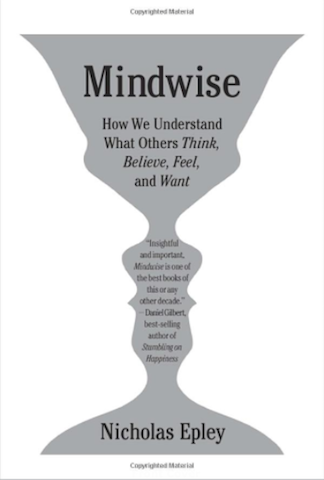 Copyrighted Material
Mindwise
How We Understand
What Others Think,
Believe, Feel,
and Want
"Insightful
and important,
Mindwise is one of
the best books of
this or any
other decade."
—Daniel Gilbert,
best-selling
author of
Stumbling on
Happiness
Nicholas Epley
Copyrighted Material